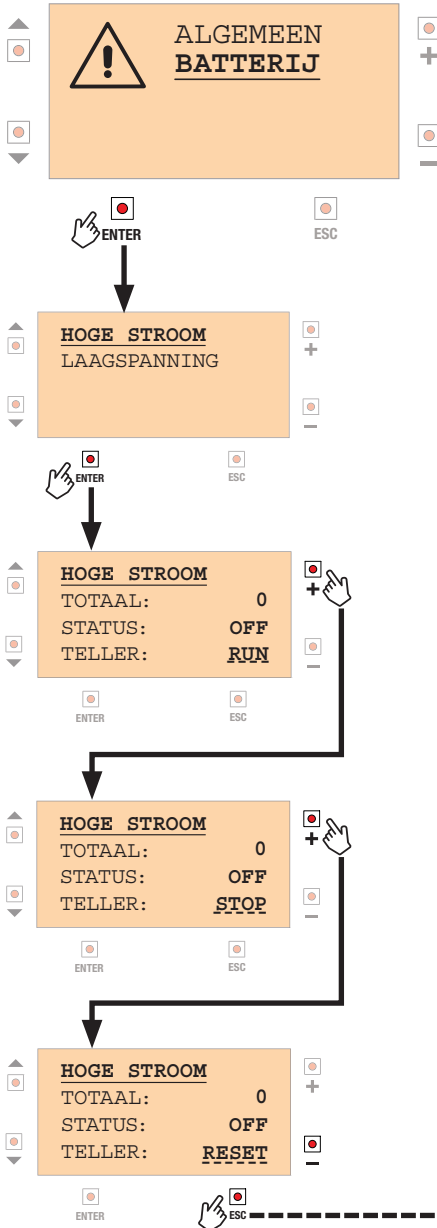 ALGEMEEN
BATTERIJ
+
−
ENTER
ESC
HOGE STROOM
LAAGSPANNING
+
−
ENTER
ESC
HOGE STROOM
TOTAAL: 0
STATUS: OFF
TELLER: RUN
+
−
ENTER
ESC
HOGE STROOM
TOTAAL: 0
STATUS: OFF
TELLER: STOP
+
−
ENTER
ESC
HOGE STROOM
TOTAAL: 0
STATUS: OFF
TELLER: RESET
+
−
ENTER
ESC